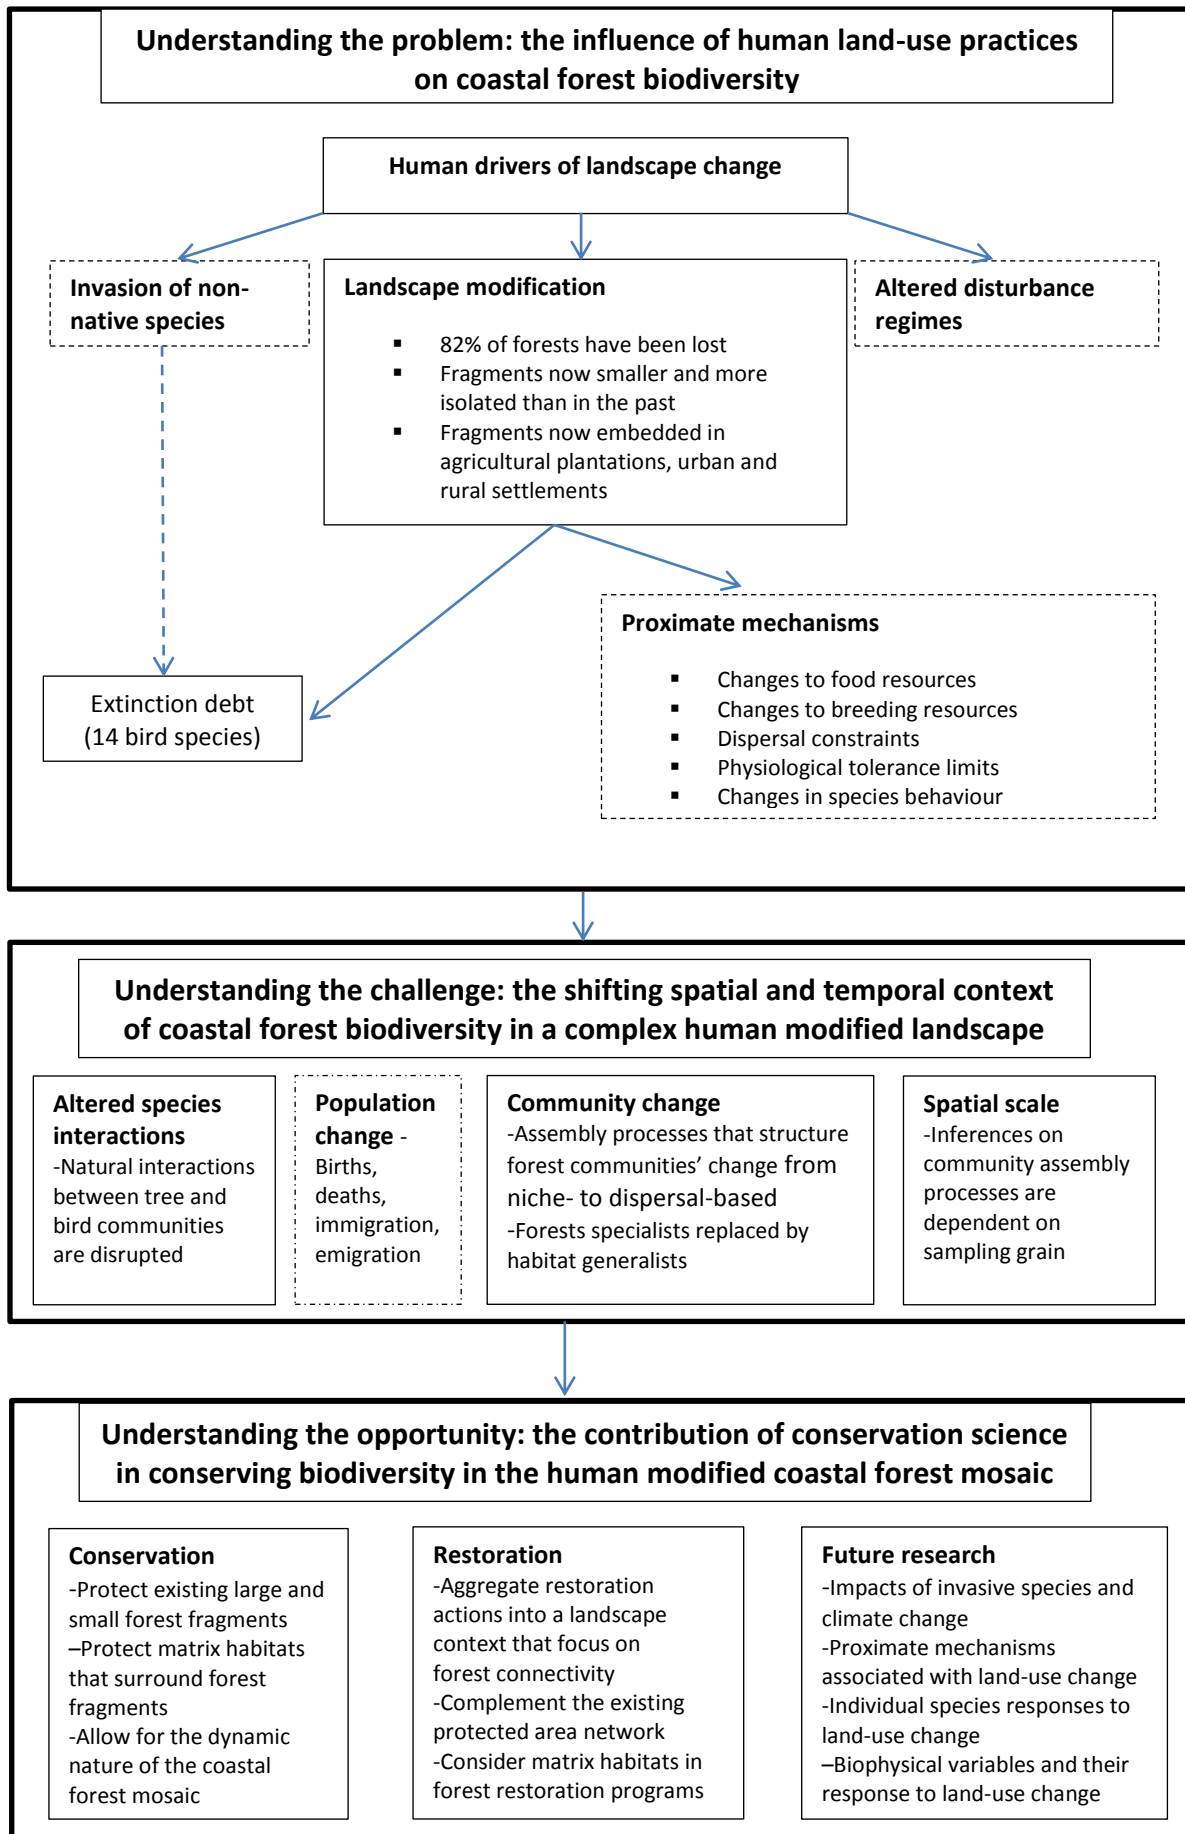 Understanding the problem: the influence of human land-use practices
on coastal forest biodiversity
Human drivers of landscape change
Invasion of non-
native species
Landscape modification
▪ 82% of forests have been lost
▪ Fragments now smaller and more
isolated than in the past
▪ Fragments now embedded in
agricultural plantations, urban and
rural settlements
Altered disturbance
regimes
Proximate mechanisms
▪ Changes to food resources
▪ Changes to breeding resources
▪ Dispersal constraints
▪ Physiological tolerance limits
▪ Changes in species behaviour
Extinction debt
(14 bird species)
Understanding the challenge: the shifting spatial and temporal context
of coastal forest biodiversity in a complex human modified landscape
Altered species
interactions
-Natural interactions
between tree and
bird communities
are disrupted
Population
change -
Births,
deaths,
immigration,
emigration
Community change
-Assembly processes that structure
forest communities’ change from
niche- to dispersal-based
-Forests specialists replaced by
habitat generalists
Spatial scale
-Inferences on
community assembly
processes are
dependent on
sampling grain
Understanding the opportunity: the contribution of conservation science
in conserving biodiversity in the human modified coastal forest mosaic
Conservation
-Protect existing large and
small forest fragments
–Protect matrix habitats
that surround forest
fragments
-Allow for the dynamic
nature of the coastal
forest mosaic
Restoration
-Aggregate restoration
actions into a landscape
context that focus on
forest connectivity
-Complement the existing
protected area network
-Consider matrix habitats in
forest restoration programs
Future research
-Impacts of invasive species and
climate change
-Proximate mechanisms
associated with land-use change
-Individual species responses to
land-use change
–Biophysical variables and their
response to land-use change